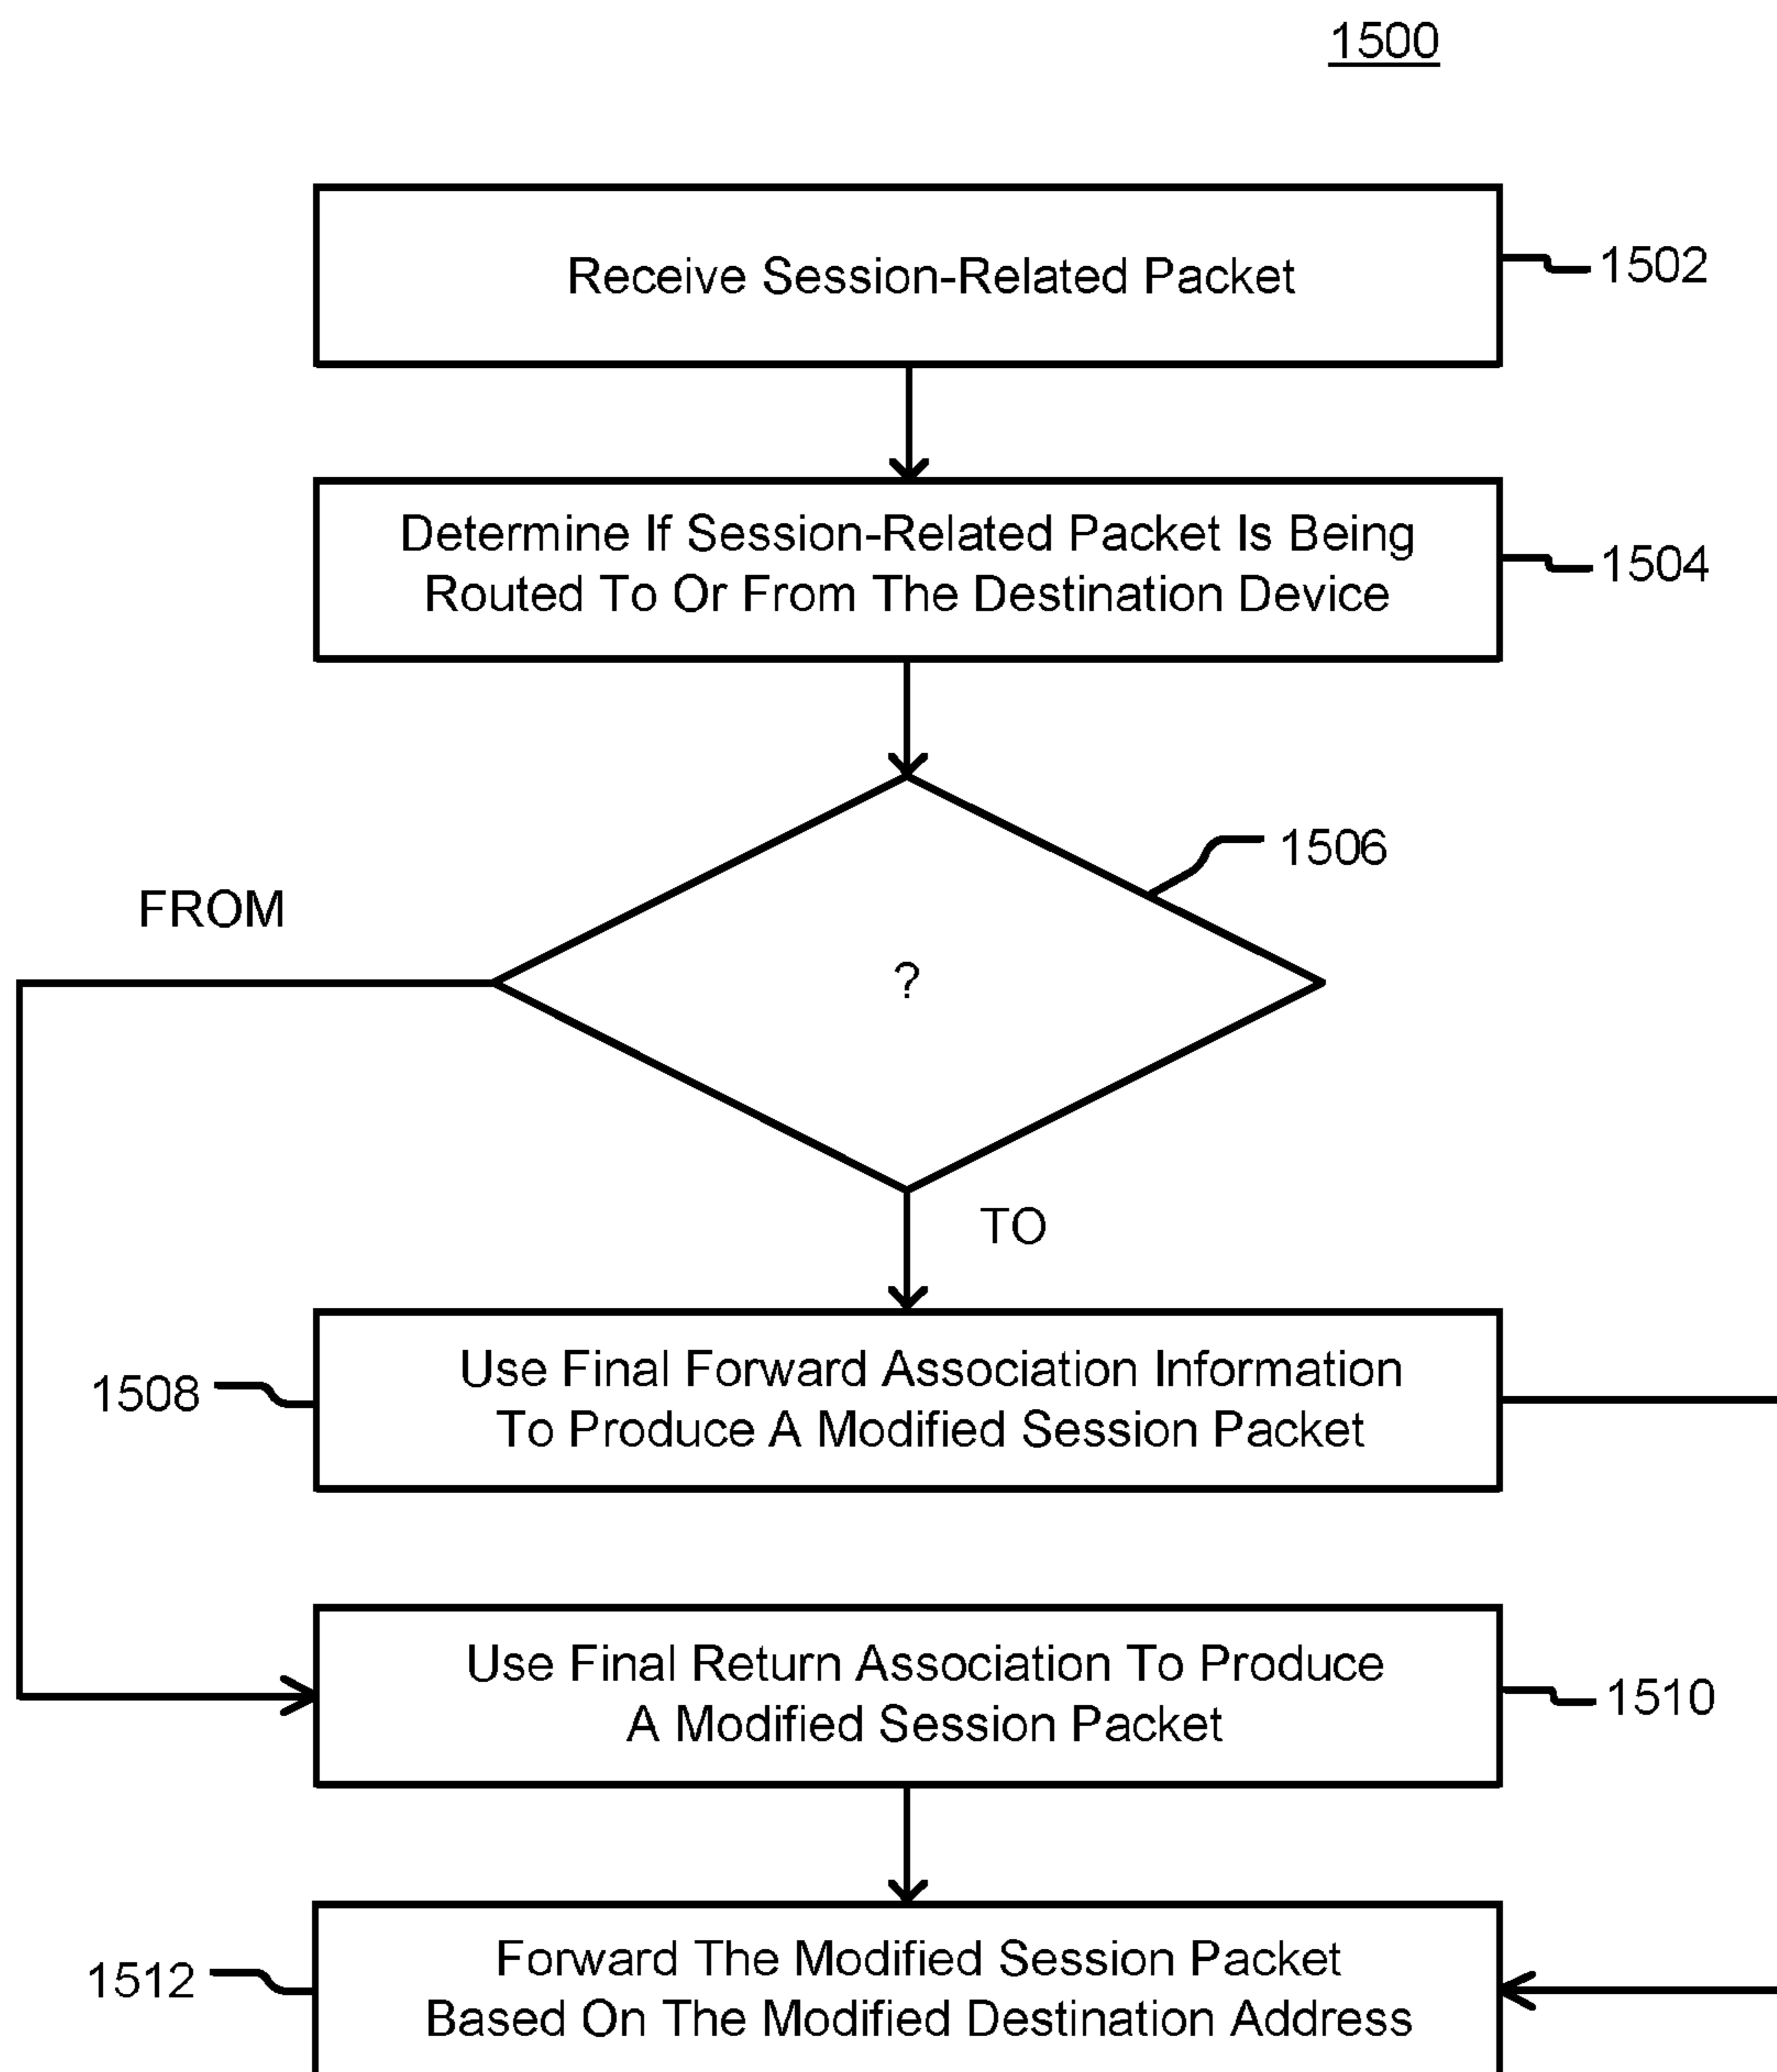 1500
Receive Session-Related Packet
1502
Determine If Session-Related Packet Is Being
Routed To Or From The Destination Device
1504
1506
FROM
?
TO
1508
Use Final Forward Association Information
To Produce A Modified Session Packet
Use Final Return Association To Produce
A Modified Session Packet
1510
1512
Forward The Modified Session Packet
Based On The Modified Destination Address